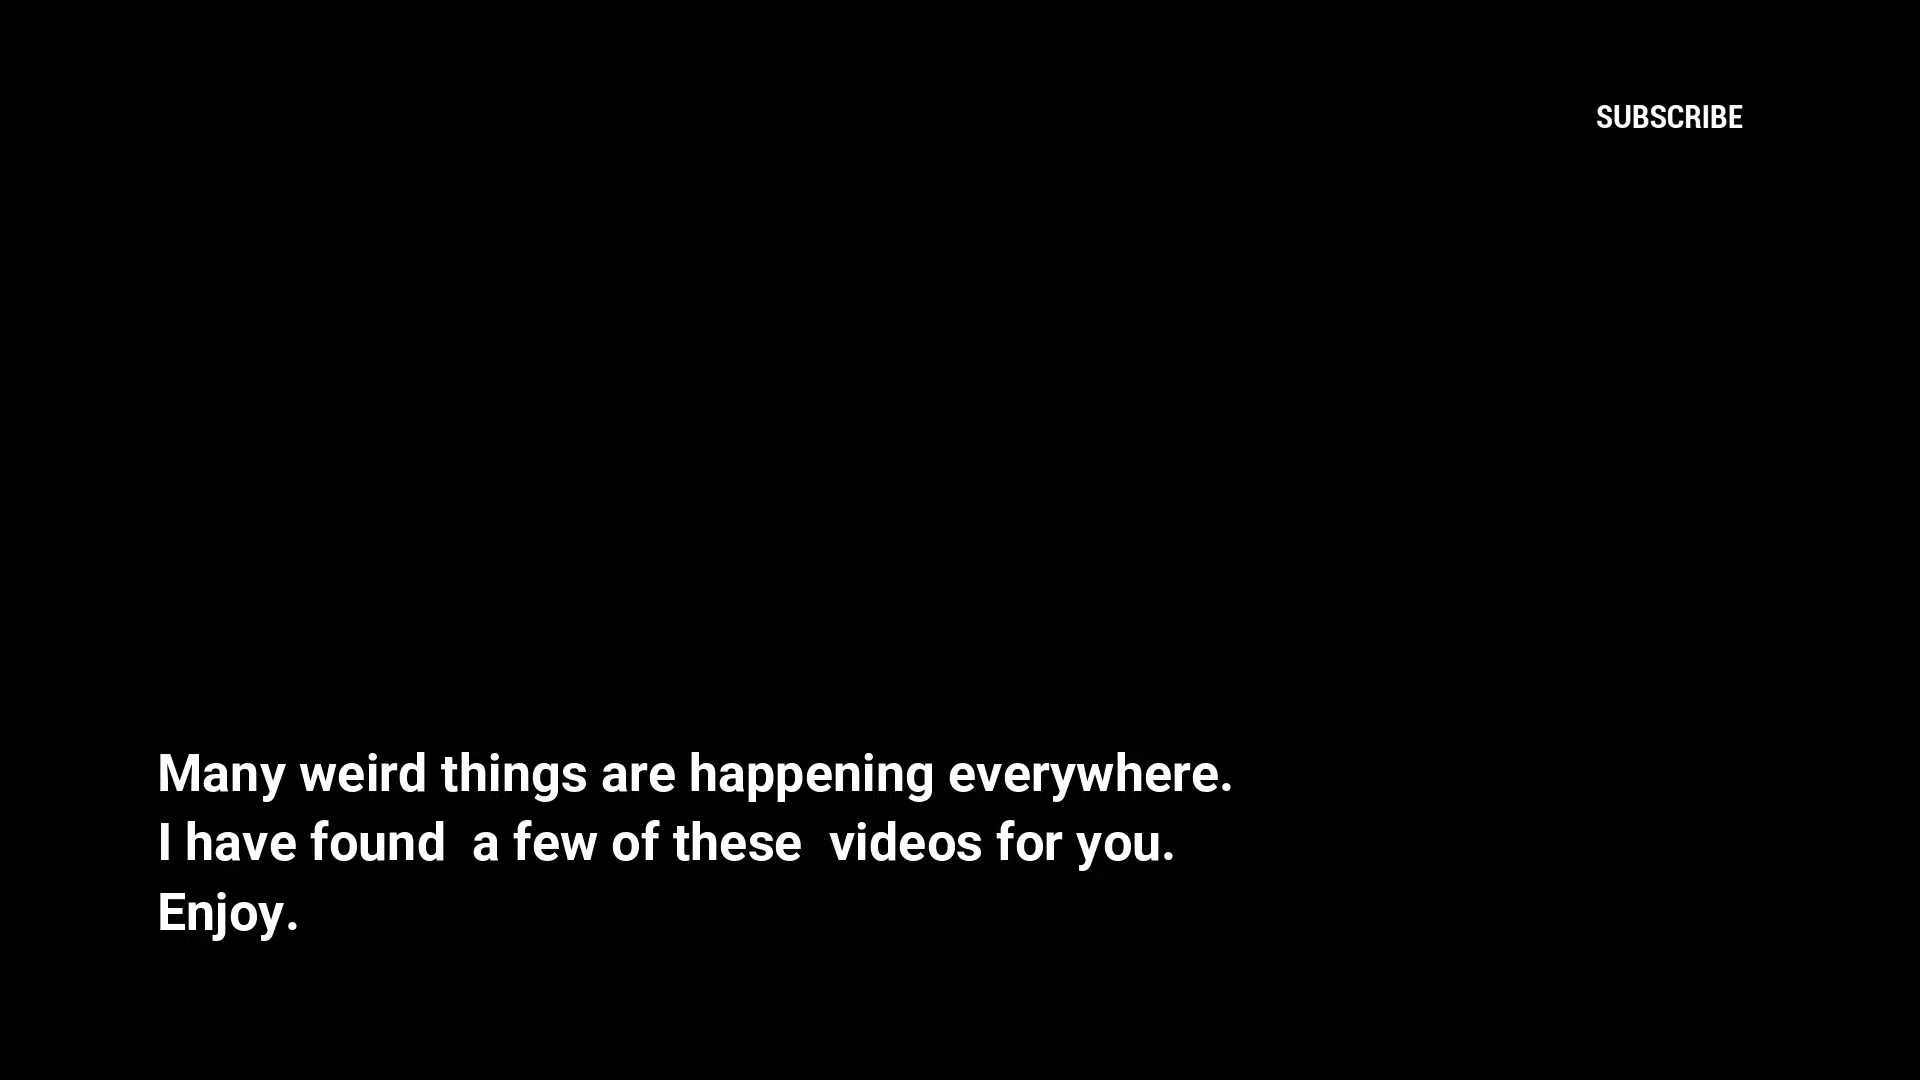 SUBSCRIBE
Many weird things are happening everywhere.
I have found  a few of these  videos for you.
Enjoy.